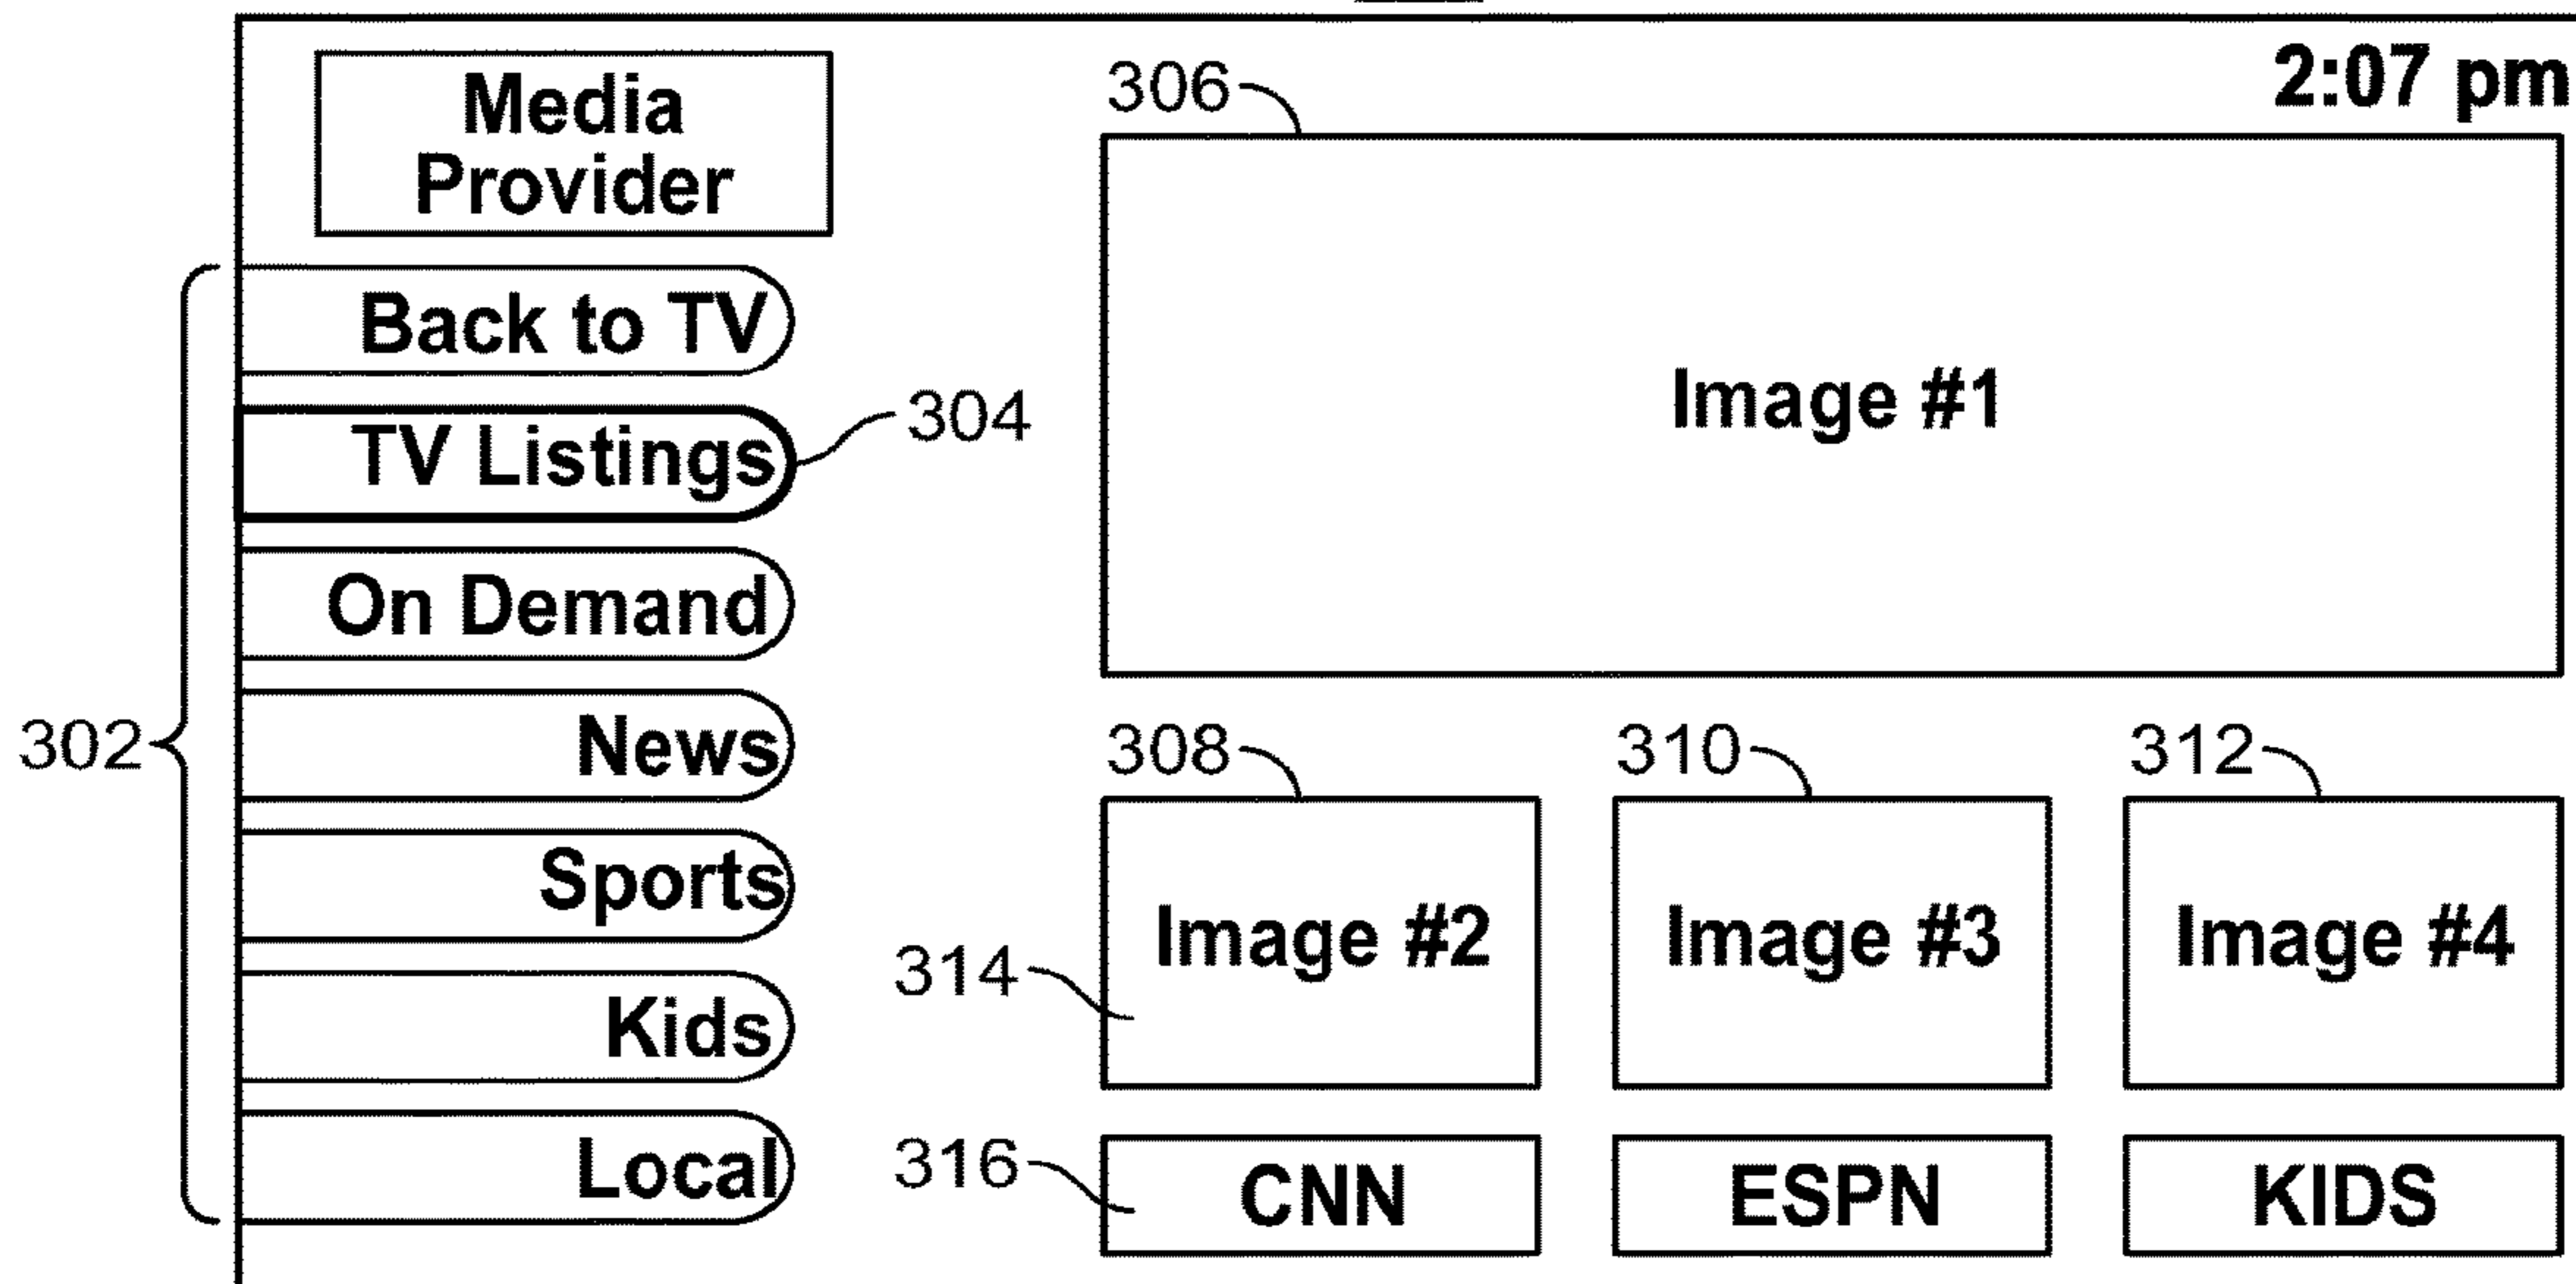 2:07 pm
Media
Provider
306
Image #1
Back to TV
TV Listings
304
On Demand
302
News
Sports
Kids
Local
308
310
312
Image #2
Image #3
Image #4
314
316
CNN
ESPN
KIDS